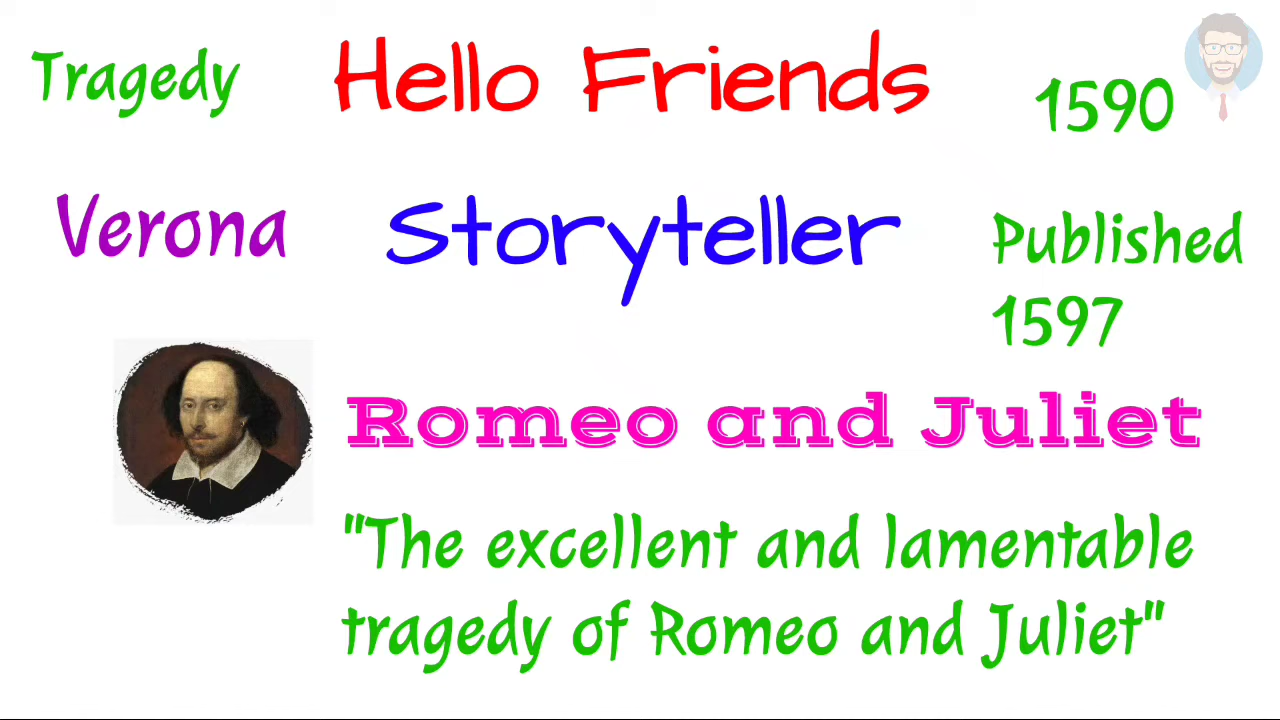 Tragedy
Hello Friends
1590
Verona
Storyteller
Published
1597
Romeo and Juliet
"The excellent and lamentable
tragedy of Romeo and Juliet"